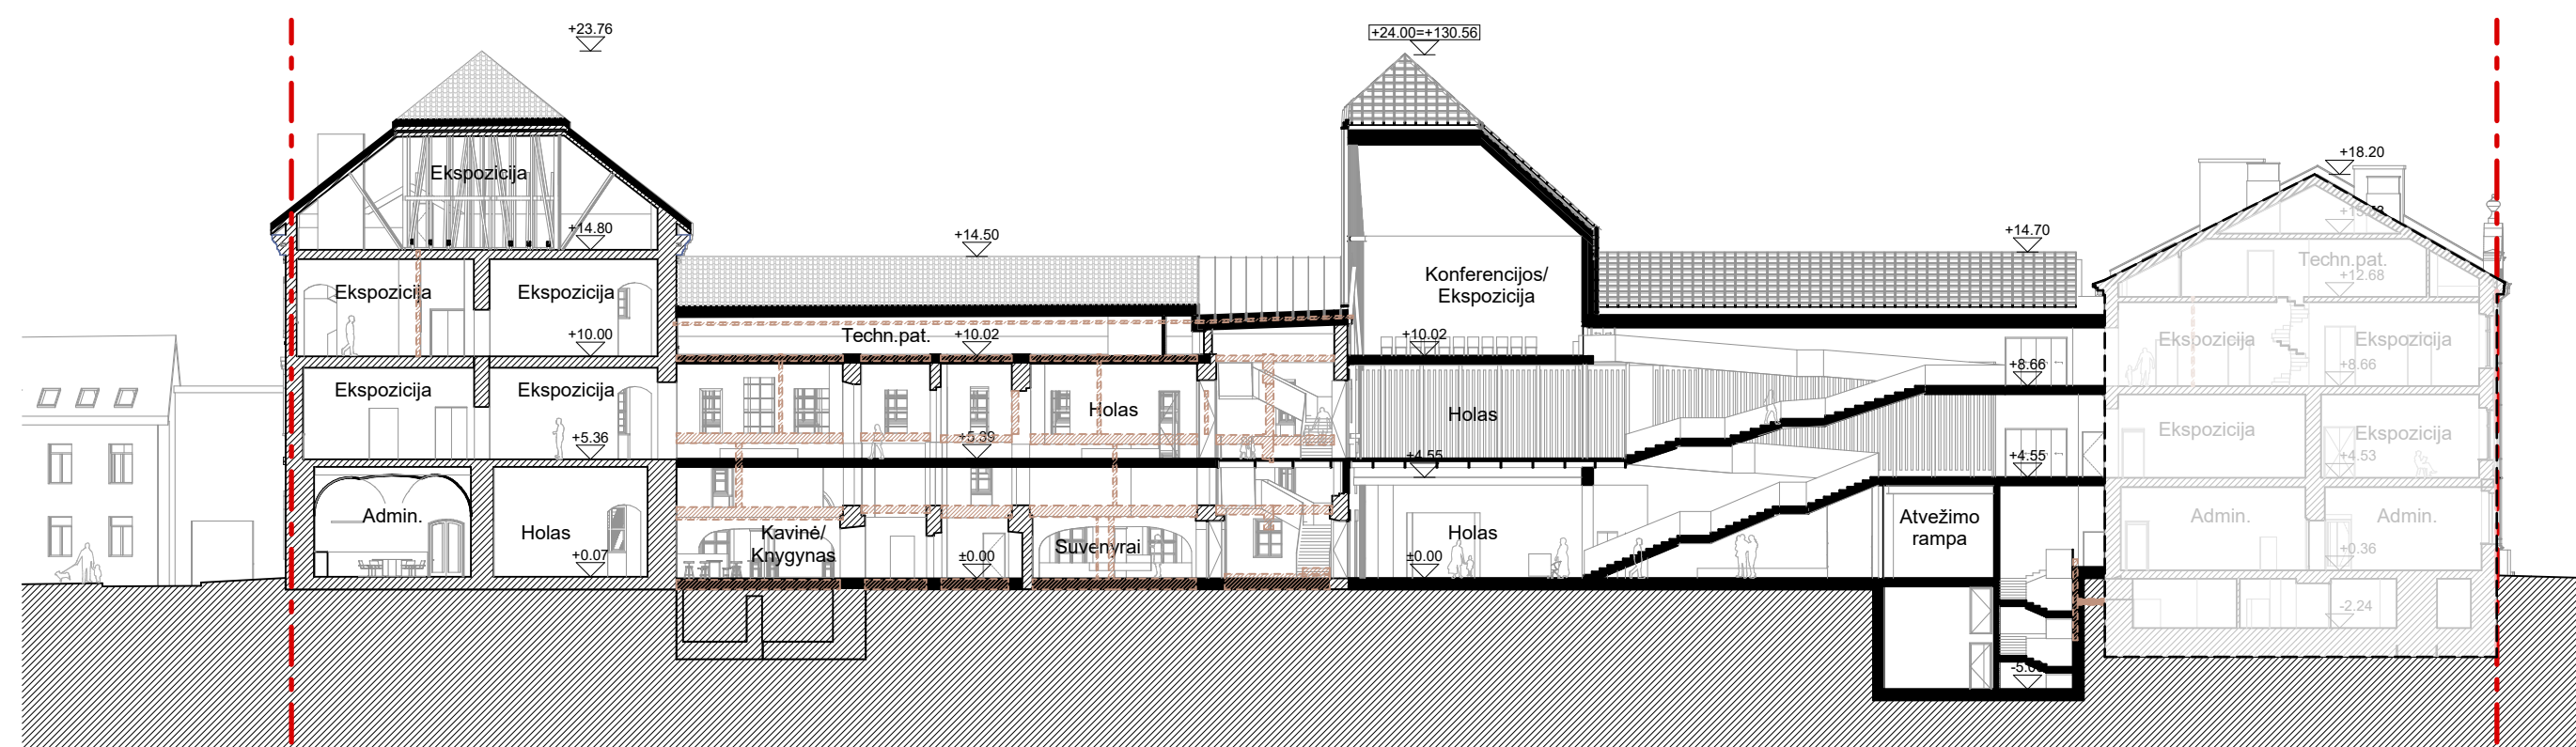 +23.76
+24.00=+130.56
+18.20
Ekspozicija
+14.80
+14.50
+14.70
Techn.pat.
+12.68
Konferencijos/
Ekspozicija
Ekspozicija
Ekspozicija
+10.00
Techn.pat.
+10.02
+10.02
Ekspozicija
Ekspozicija
+8.66
+8.66
Ekspozicija
Ekspozicija
Holas
Holas
+5.36
+5.39
Ekspozicija
Ekspozicija
+4.55
+4.55
+4.53
Admin.
Holas
+0.07
Kavinė/
Knygynas
±0.00
Suvenyrai
Holas
±0.00
Atvežimo
rampa
Admin.
Admin.
+0.36
-2.24